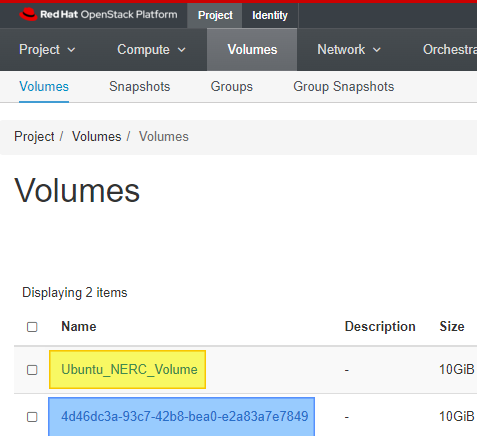 Red Hat OpenStack Platform Project Identity
Project Compute Volumes Network Orchestra
Volumes Snapshots Groups Group Snapshots
Project / Volumes / Volumes
Volumes
Displaying 2 items
Name Description Size
Ubuntu_NERC_Volume - 10GiB
4d46dc3a-93c7-42b8-bea0-e2a83a7e7849 - 10GiB